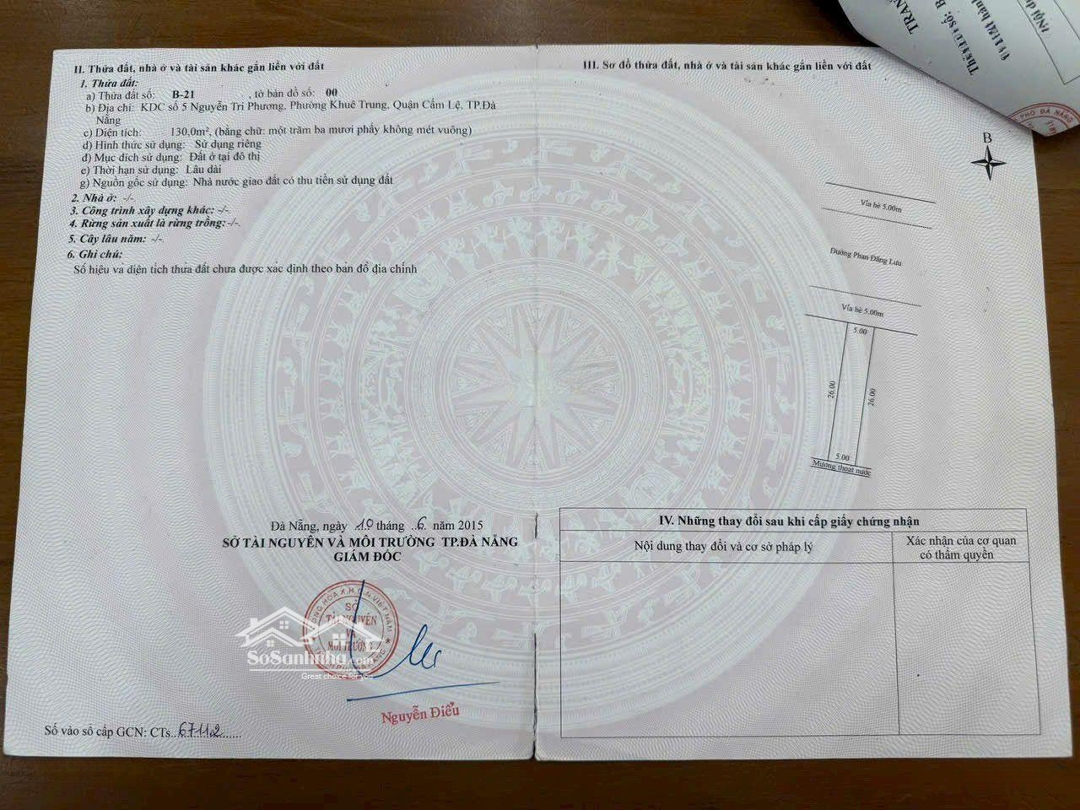 II. Thửa đất, nhà ở và tài sản khác gắn liền với đất
1. Thửa đất:
a) Thửa đất số: B-21 , tờ bản đồ số: 00
b) Địa chỉ: KDC số 5 Nguyễn Tri Phương, Phường Khuê Trung, Quận Cẩm Lệ, TP.Đà
Nẵng
c) Diện tích: 130.0m², (bằng chữ: một trăm ba mươi phẩy không mét vuông)
d) Hình thức sử dụng: Sử dụng riêng
đ) Mục đích sử dụng: Đất ở tại đô thị
e) Thời hạn sử dụng: Lâu dài
g) Nguồn gốc sử dụng: Nhà nước giao đất có thu tiền sử dụng đất
2. Nhà ở: -/-
3. Công trình xây dựng khác: -/-
4. Rừng sản xuất là rừng trồng: -/-.
5. Cây lâu năm: -/-
6. Ghi chú:
Số hiệu và diện tích thửa đất chưa được xác định theo bản đồ địa chính
Đà Nẵng, ngày 10 tháng 6 năm 2015
SỞ TÀI NGUYÊN VÀ MÔI TRƯỜNG TP.ĐÀ NẴNG
GIÁM ĐỐC
SỞ
TÀI NGUYÊN
VÀ
MÔI TRƯỜNG
SoSanhnha.com
Great choice for you
Nguyễn Điểu
Số vào sổ cấp GCN: CTs..67112......
III. Sơ đồ thửa đất, nhà ở và tài sản khác gắn liền với đất
B
Vỉa hè 5.00m
Đường Phan Đăng Lưu
Vỉa hè 5.00m
5.00
26.00
26.00
5.00
Mương thoát nước
IV. Những thay đổi sau khi cấp giấy chứng nhận
Nội dung thay đổi và cơ sở pháp lý
Xác nhận của cơ quan
có thẩm quyền